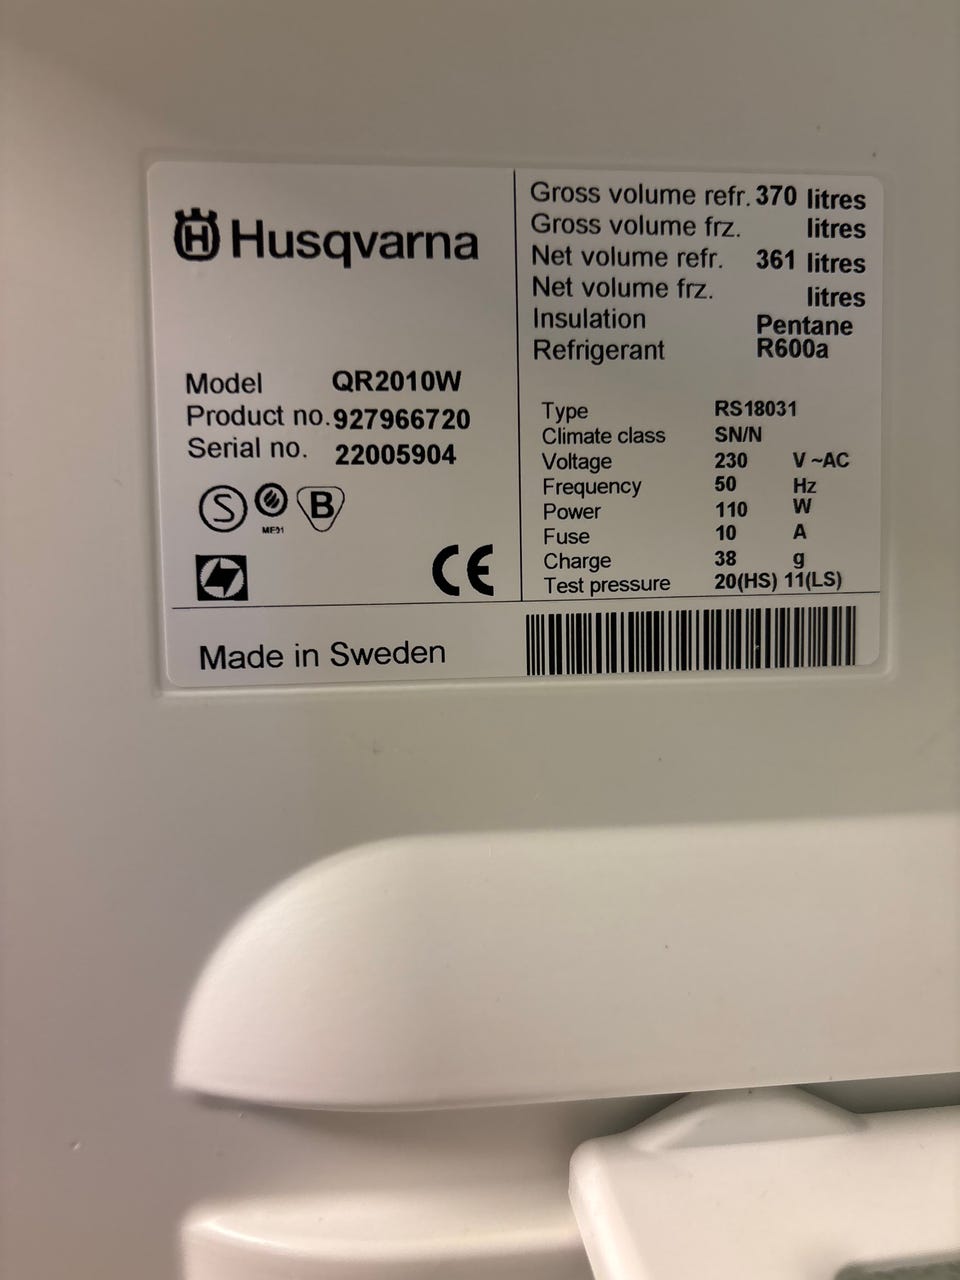 Husqvarna
Model QR2010W
Product no. 927966720
Serial no. 22005904
S
B
CE
Gross volume refr. 370 litres
Gross volume frz. litres
Net volume refr. 361 litres
Net volume frz. litres
Insulation Pentane
Refrigerant R600a
Type RS18031
Climate class SN/N
Voltage 230 V ~AC
Frequency 50 Hz
Power 110 W
Fuse 10 A
Charge 38 g
Test pressure 20(HS) 11(LS)
Made in Sweden